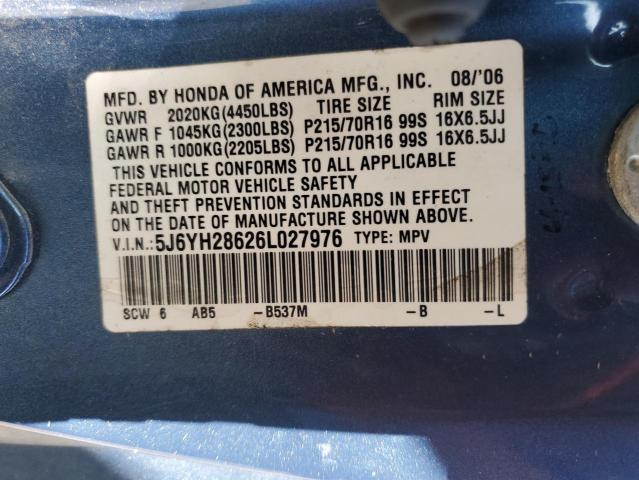 MFD. BY HONDA OF AMERICA MFG., INC. 08/'06
GVWR 2020KG(4450LBS) TIRE SIZE RIM SIZE
GAWR F 1045KG(2300LBS) P215/70R16 99S 16X6.5JJ
GAWR R 1000KG(2205LBS) P215/70R16 99S 16X6.5JJ
THIS VEHICLE CONFORMS TO ALL APPLICABLE
FEDERAL MOTOR VEHICLE SAFETY
AND THEFT PREVENTION STANDARDS IN EFFECT
ON THE DATE OF MANUFACTURE SHOWN ABOVE.
V.I.N.: 5J6YH28626L027976 TYPE: MPV
SCW 6 AB5 -B537M -B -L